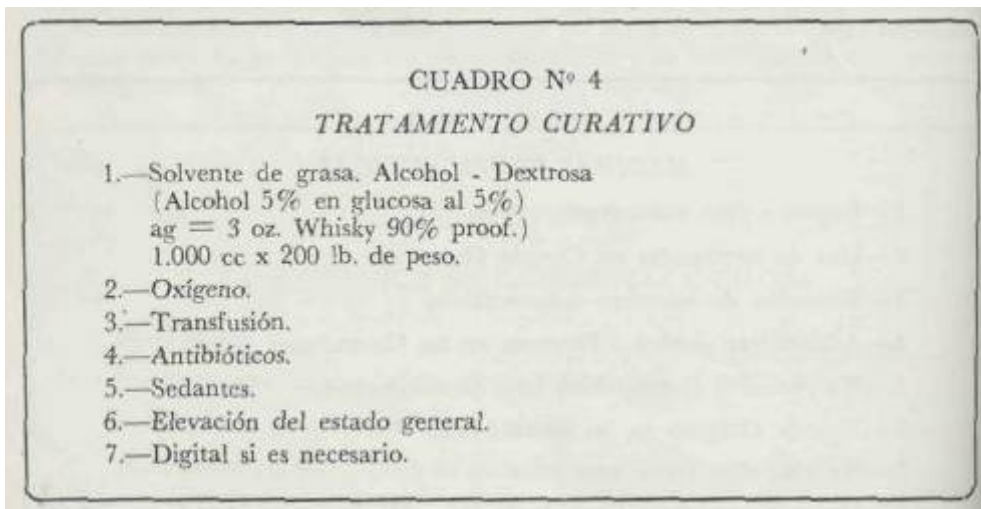 CUADRO Nº 4
TRATAMIENTO CURATIVO
1.—Solvente de grasa. Alcohol - Dextrosa
(Alcohol 5% en glucosa al 5%)
ag = 3 oz. Whisky 90% proof.)
1.000 cc x 200 lb. de peso.
2.—Oxígeno.
3.—Transfusión.
4.—Antibióticos.
5.—Sedantes.
6.—Elevación del estado general.
7.—Digital si es necesario.